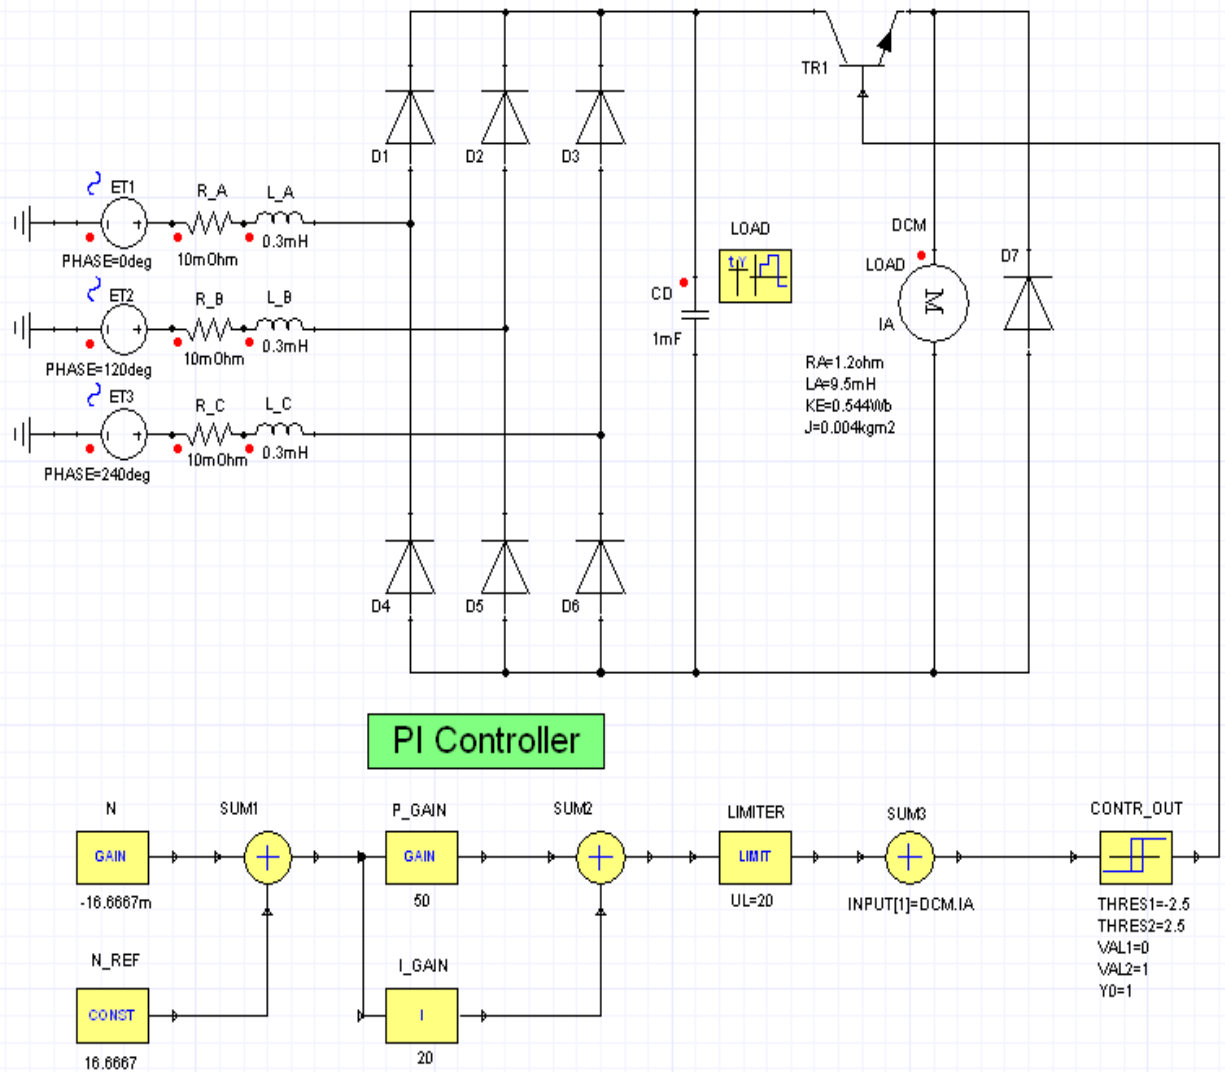 TR1
D1
D2
D3
ET1
R_A
L_A
PHASE=0deg
10mOhm
0.3mH
LOAD
DCM
ET2
R_B
L_B
LOAD
D7
t
Y
CD
1mF
M
IA
PHASE=120deg
10mOhm
0.3mH
RA=1.2ohm
LA=9.5mH
KE=0.544Wb
J=0.004kgm2
ET3
R_C
L_C
PHASE=240deg
10mOhm
0.3mH
D4
D5
D6
PI Controller
N
SUM1
P_GAIN
SUM2
LIMITER
SUM3
CONTR_OUT
GAIN
GAIN
LIMIT
-16.6667m
50
UL=20
INPUT[1]=DCM.IA
THRES1=-2.5
THRES2=2.5
VAL1=0
VAL2=1
Y0=1
N_REF
I_GAIN
CONST
I
16.6667
20